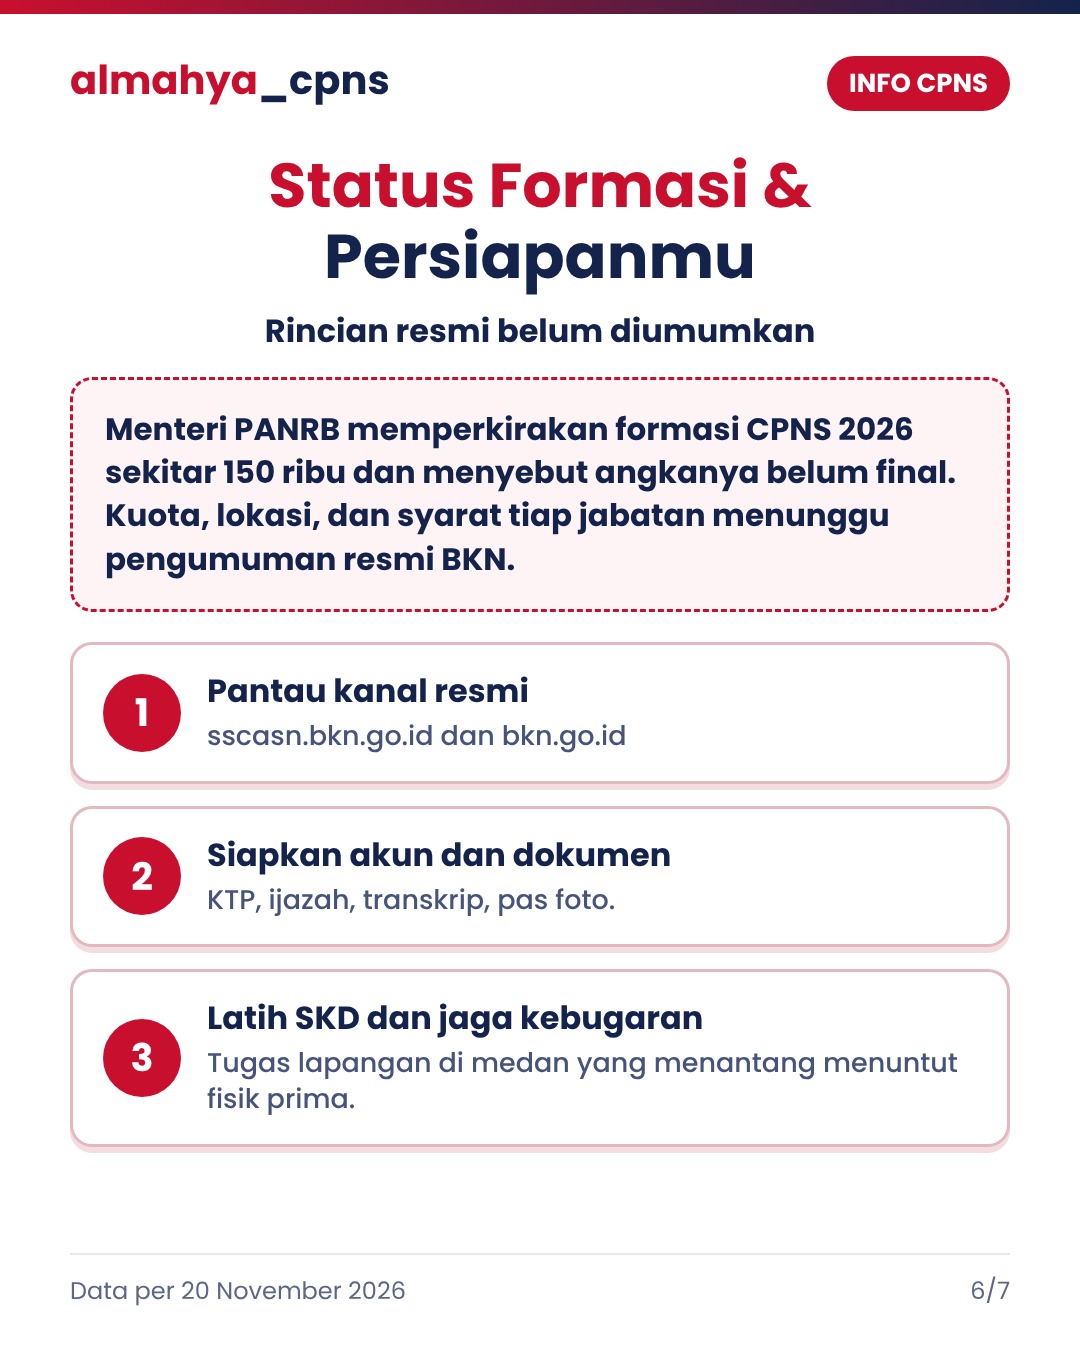 almahya_cpns
INFO CPNS
Status Formasi &
Persiapanmu
Rincian resmi belum diumumkan
Menteri PANRB memperkirakan formasi CPNS 2026
sekitar 150 ribu dan menyebut angkanya belum final.
Kuota, lokasi, dan syarat tiap jabatan menunggu
pengumuman resmi BKN.
1
Pantau kanal resmi
sscasn.bkn.go.id dan bkn.go.id
2
Siapkan akun dan dokumen
KTP, ijazah, transkrip, pas foto.
3
Latih SKD dan jaga kebugaran
Tugas lapangan di medan yang menantang menuntut
fisik prima.
Data per 20 November 2026
6/7